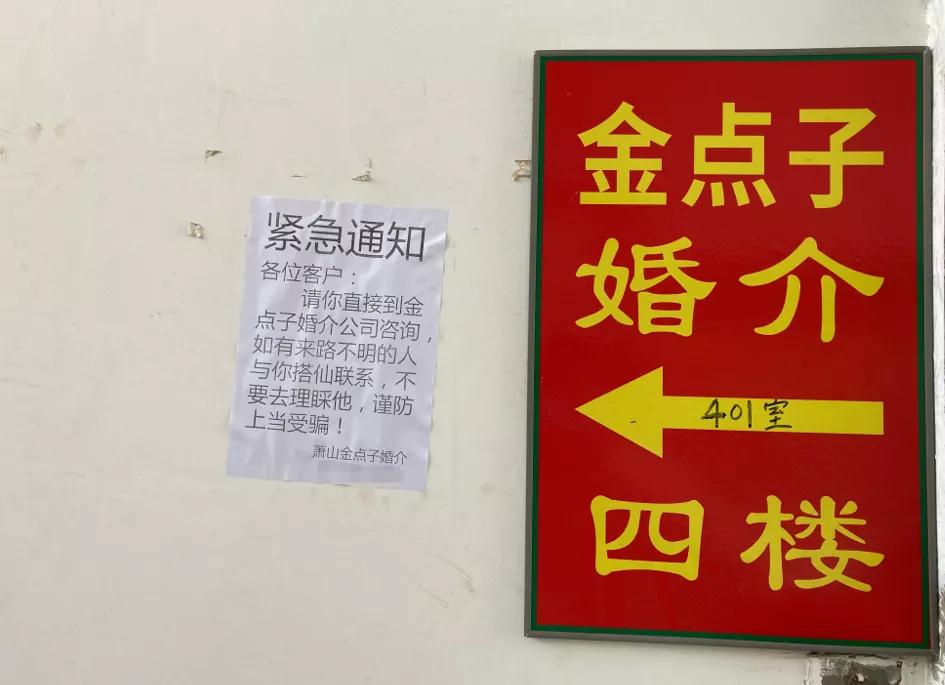 紧急通知
各位客户：
请你直接到金
点子婚介公司咨询，
如有来路不明的人
与你搭仙联系，不
要去理睬他，谨防
上当受骗！
萧山金点子婚介
金点子
婚介
401室
四楼